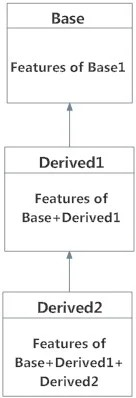 Base
Features of Base1
Derived1
Features of
Base+Derived1
Derived2
Features of
Base+Derived1+
Derived2